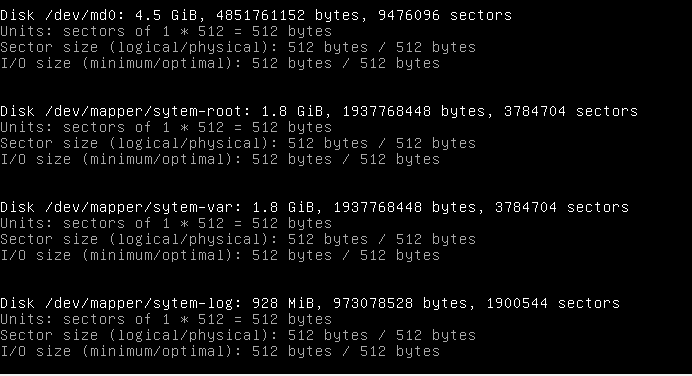 Disk /dev/md0: 4.5 GiB, 4851761152 bytes, 9476096 sectors
Units: sectors of 1 * 512 = 512 bytes
Sector size (logical/physical): 512 bytes / 512 bytes
I/O size (minimum/optimal): 512 bytes / 512 bytes
Disk /dev/mapper/sytem-root: 1.8 GiB, 1937768448 bytes, 3784704 sectors
Units: sectors of 1 * 512 = 512 bytes
Sector size (logical/physical): 512 bytes / 512 bytes
I/O size (minimum/optimal): 512 bytes / 512 bytes
Disk /dev/mapper/sytem-var: 1.8 GiB, 1937768448 bytes, 3784704 sectors
Units: sectors of 1 * 512 = 512 bytes
Sector size (logical/physical): 512 bytes / 512 bytes
I/O size (minimum/optimal): 512 bytes / 512 bytes
Disk /dev/mapper/sytem-log: 928 MiB, 973078528 bytes, 1900544 sectors
Units: sectors of 1 * 512 = 512 bytes
Sector size (logical/physical): 512 bytes / 512 bytes
I/O size (minimum/optimal): 512 bytes / 512 bytes